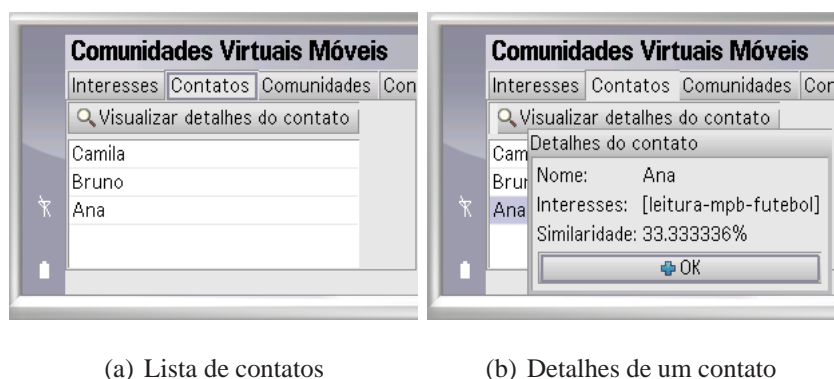 Comunidades Virtuais Móveis
Interesses Contatos Comunidades Con
Visualizar detalhes do contato
Camila
Bruno
Ana
Comunidades Virtuais Móveis
Interesses Contatos Comunidades Con
Visualizar detalhes do contato
Cam
Brun
Ana
Detalhes do contato
Nome: Ana
Interesses: [leitura-mpb-futebol]
Similaridade: 33.333336%
OK
(a) Lista de contatos
(b) Detalhes de um contato